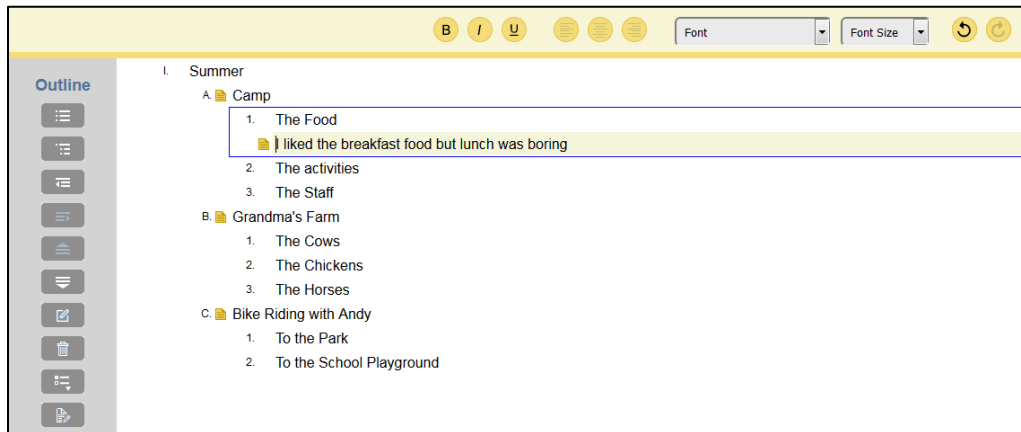 B I U Font Font Size
Outline
I. Summer
A. Camp
1. The Food
I liked the breakfast food but lunch was boring
2. The activities
3. The Staff
B. Grandma's Farm
1. The Cows
2. The Chickens
3. The Horses
C. Bike Riding with Andy
1. To the Park
2. To the School Playground